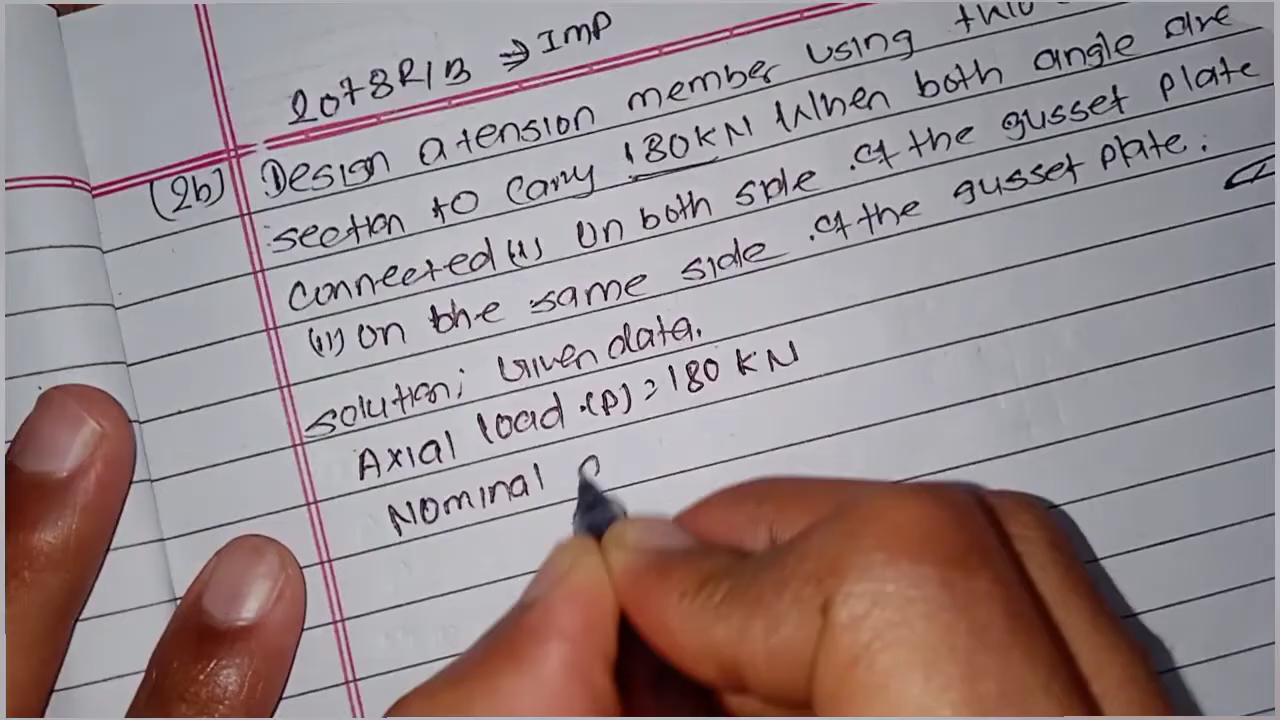 2078R/B ⇒ IMP
(2b) Design a tension member using
section to carry 180KN When both angle are
connected (i) On both side of the gusset plate
(ii) on the same side of the gusset plate.
solution; Given data.
Axial load (P) = 180 KN
Nominal